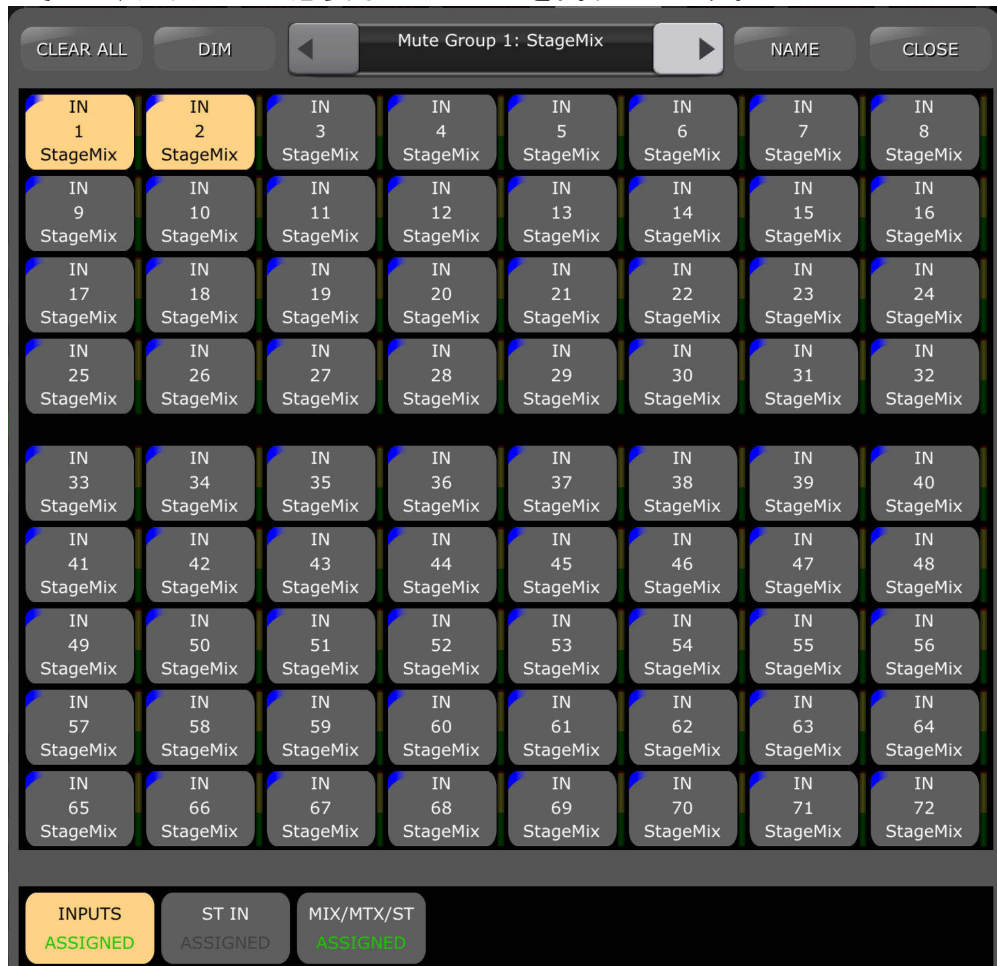 CLEAR ALL DIM Mute Group 1: StageMix NAME CLOSE
IN IN IN IN IN IN IN IN
1 2 3 4 5 6 7 8
StageMix StageMix StageMix StageMix StageMix StageMix StageMix StageMix
IN IN IN IN IN IN IN IN
9 10 11 12 13 14 15 16
StageMix StageMix StageMix StageMix StageMix StageMix StageMix StageMix
IN IN IN IN IN IN IN IN
17 18 19 20 21 22 23 24
StageMix StageMix StageMix StageMix StageMix StageMix StageMix StageMix
IN IN IN IN IN IN IN IN
25 26 27 28 29 30 31 32
StageMix StageMix StageMix StageMix StageMix StageMix StageMix StageMix
IN IN IN IN IN IN IN IN
33 34 35 36 37 38 39 40
StageMix StageMix StageMix StageMix StageMix StageMix StageMix StageMix
IN IN IN IN IN IN IN IN
41 42 43 44 45 46 47 48
StageMix StageMix StageMix StageMix StageMix StageMix StageMix StageMix
IN IN IN IN IN IN IN IN
49 50 51 52 53 54 55 56
StageMix StageMix StageMix StageMix StageMix StageMix StageMix StageMix
IN IN IN IN IN IN IN IN
57 58 59 60 61 62 63 64
StageMix StageMix StageMix StageMix StageMix StageMix StageMix StageMix
IN IN IN IN IN IN IN IN
65 66 67 68 69 70 71 72
StageMix StageMix StageMix StageMix StageMix StageMix StageMix StageMix
INPUTS ST IN MIX/MTX/ST
ASSIGNED ASSIGNED ASSIGNED